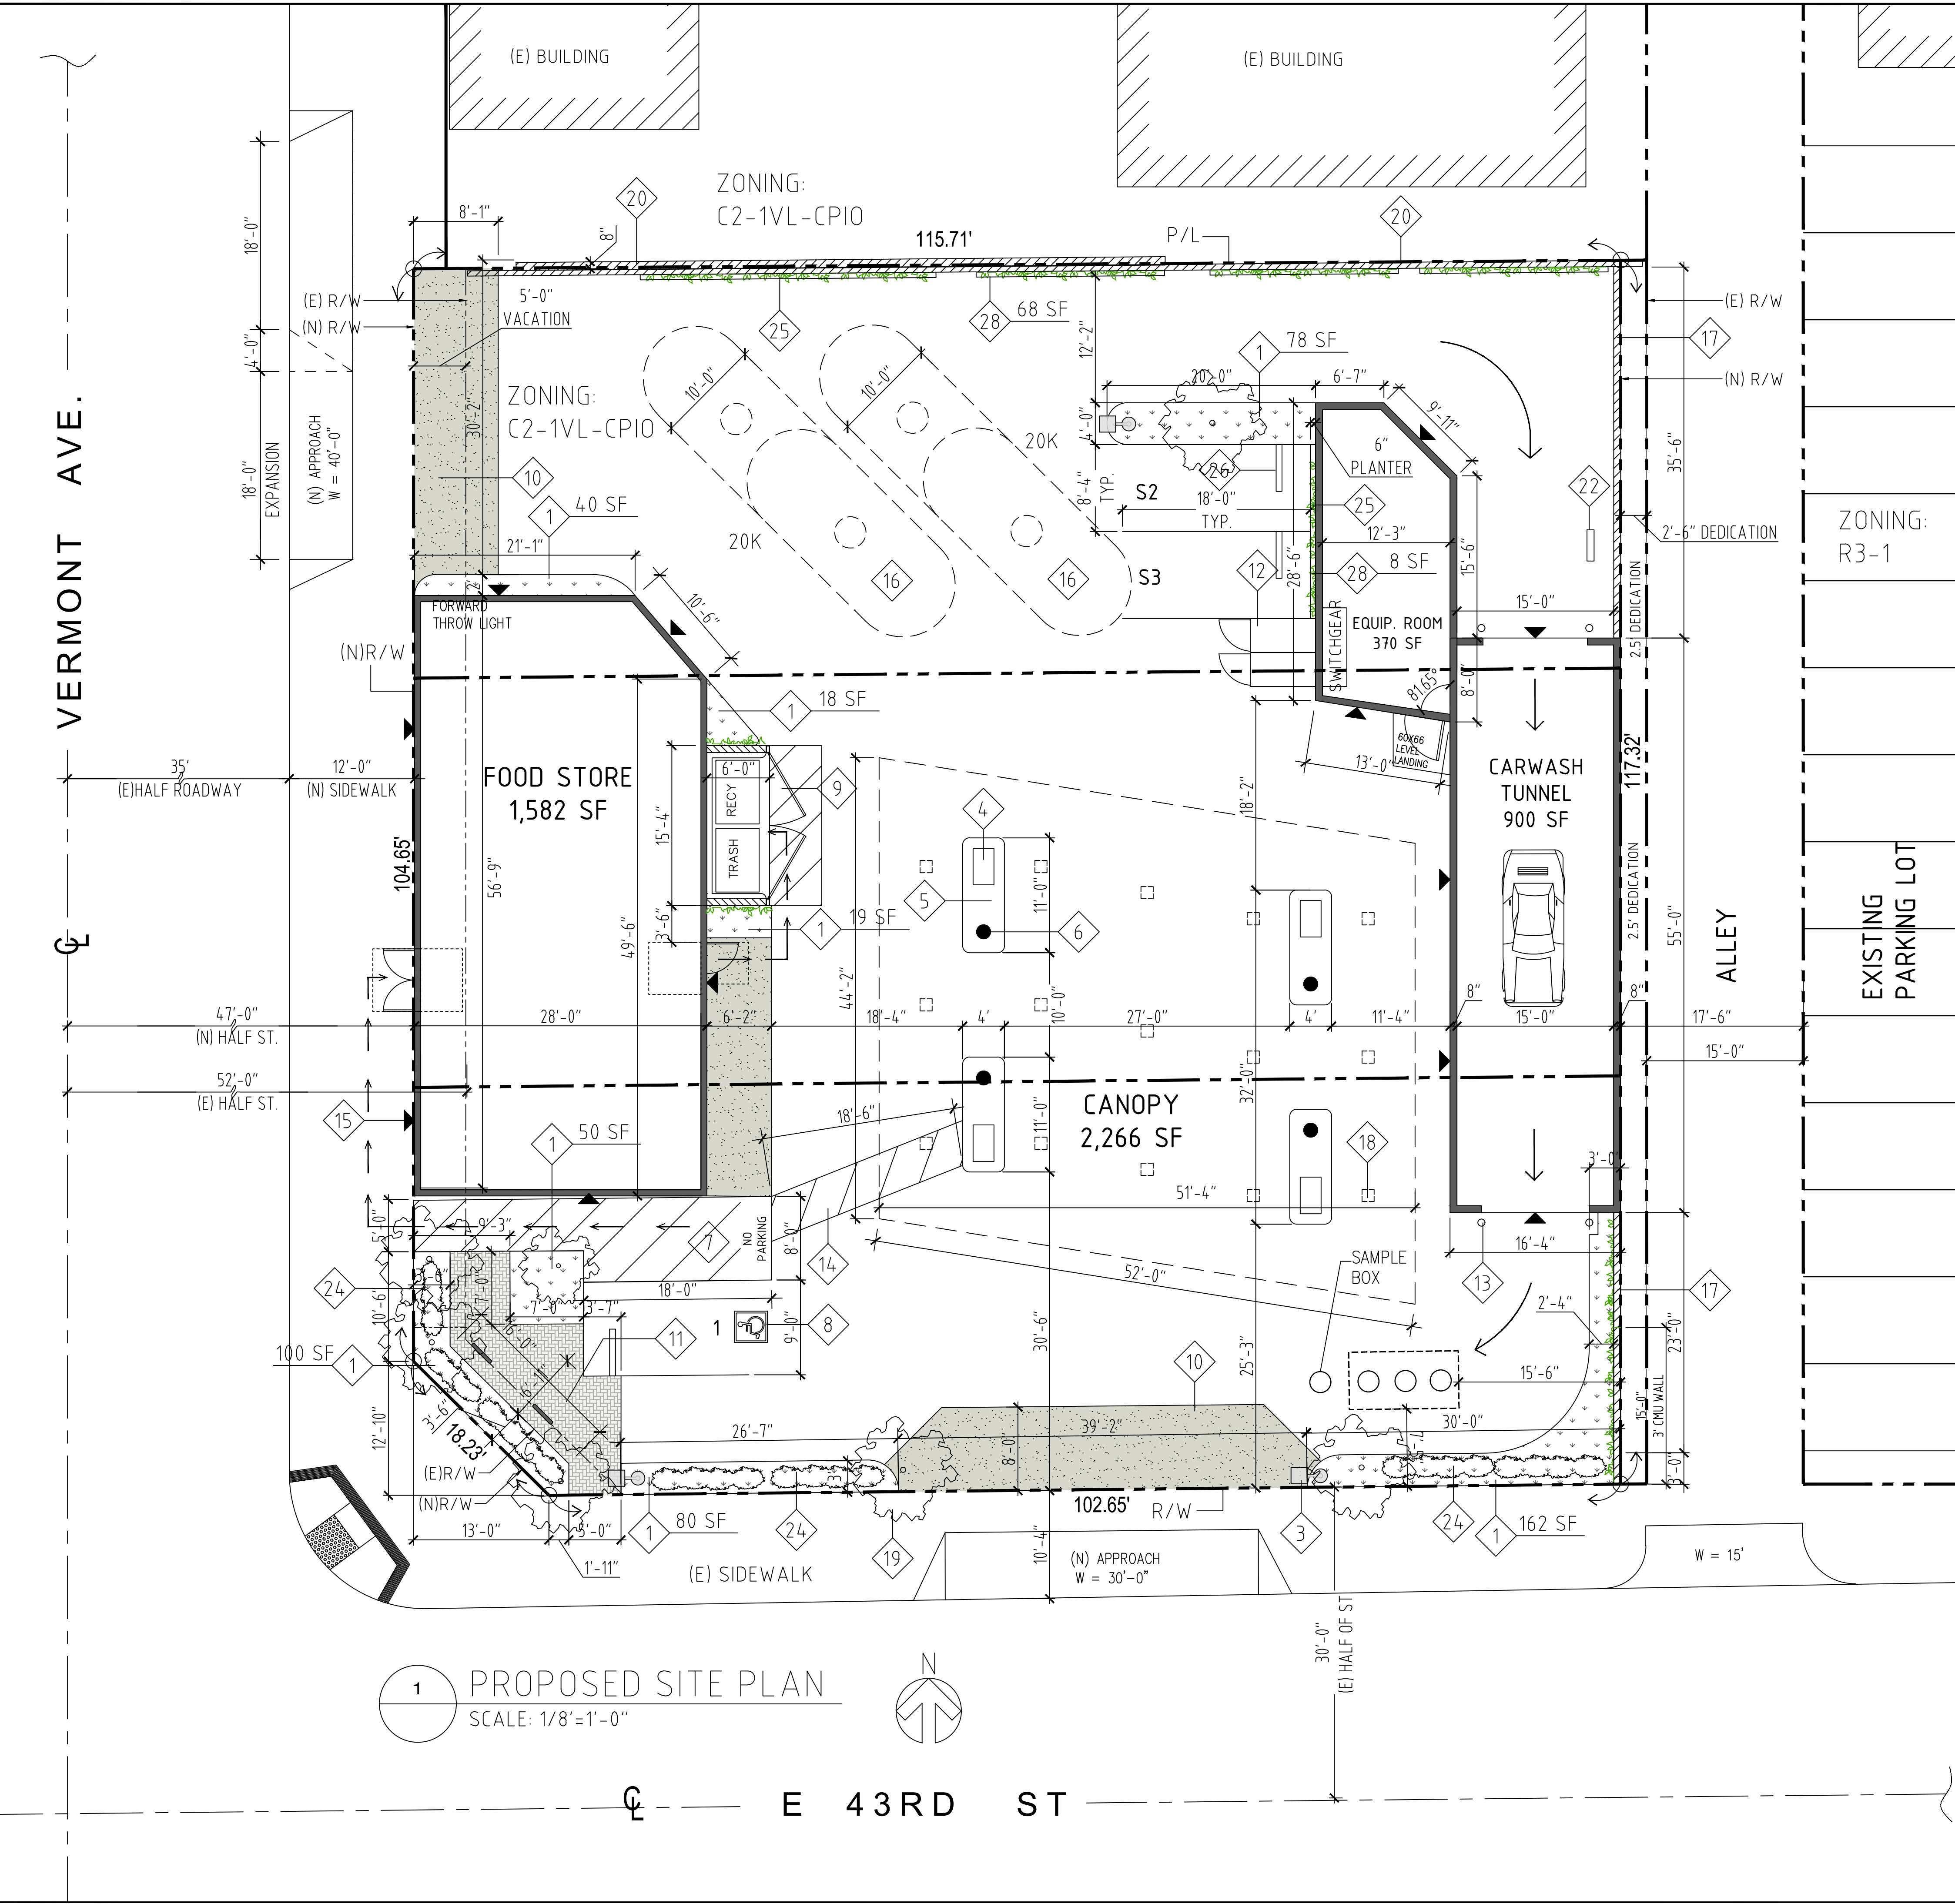 (E) BUILDING
(E) BUILDING
ZONING:
C2-1VL-CPIO
20
20
8'-1"
8"
115.71'
P/L
18'-0"
4'-0"
18'-0"
EXPANSION
(N) APPROACH
W = 40'-0"
(E) R/W
(N) R/W
5'-0"
VACATION
25
28
68 SF
12'-2"
1
78 SF
(E) R/W
17
(N) R/W
30'-2"
ZONING:
C2-1VL-CPIO
10'-0"
10'-0"
20K
20K
16
16
20'-0"
6'-7"
9'-11"
4'-0"
6"
PLANTER
26
8'-4"
TYP.
S2
18'-0"
TYP.
25
S3
12
28'-6"
12'-3"
28
8 SF
15'-6"
22
35'-6"
2'-6" DEDICATION
2.5' DEDICATION
ZONING:
R3-1
VERMONT AVE.
10
1
40 SF
21'-1"
2'
10'-6"
FORWARD
THROW LIGHT
(N)R/W
SWITCHGEAR
EQUIP. ROOM
370 SF
15'-0"
81.65°
8'-0"
60X66
LEVEL
LANDING
13'-0"
1
18 SF
35'
(E)HALF ROADWAY
12'-0"
(N) SIDEWALK
FOOD STORE
1,582 SF
6'-0"
RECY
TRASH
15'-4"
9
4
5
6
11'-0"
18'-2"
CARWASH
TUNNEL
900 SF
117.32'
104.65'
56'-9"
49'-6"
3'-6"
1
19 SF
44'-2"
10'-0"
2.5' DEDICATION
55'-0"
ALLEY
EXISTING
PARKING LOT
8"
8"
47'-0"
(N) HALF ST.
28'-0"
6'-2"
18'-4"
4'
27'-0"
4'
11'-4"
15'-0"
17'-6"
15'-0"
52'-0"
(E) HALF ST.
15
1
50 SF
18'-6"
11'-0"
CANOPY
2,266 SF
32'-0"
18
3'-0"
51'-4"
5'-0"
9'-3"
7
NO
PARKING
8'-0"
14
16'-4"
SAMPLE
BOX
13
17
24
7'-0"
52'-0"
10'-6"
18'-0"
7'-0"
3'-7"
6'-0"
1
8
9'-0"
11
30'-6"
25'-3"
2'-4"
23'-0"
100 SF
1
6'-1"
10
15'-6"
15'-0"
3' CMU WALL
12'-10"
3'-6"
18.23'
26'-7"
39'-2"
30'-0"
8'-0"
3'
(E)R/W
(N)R/W
3'-0"
102.65'
R/W
13'-0"
5'-0"
1'-11"
1
80 SF
24
19
3
24
1
162 SF
10'-4"
(E) SIDEWALK
(N) APPROACH
W = 30'-0"
W = 15'
30'-0"
(E) HALF OF ST
1
PROPOSED SITE PLAN
SCALE: 1/8'=1'-0"
N
E 43RD ST